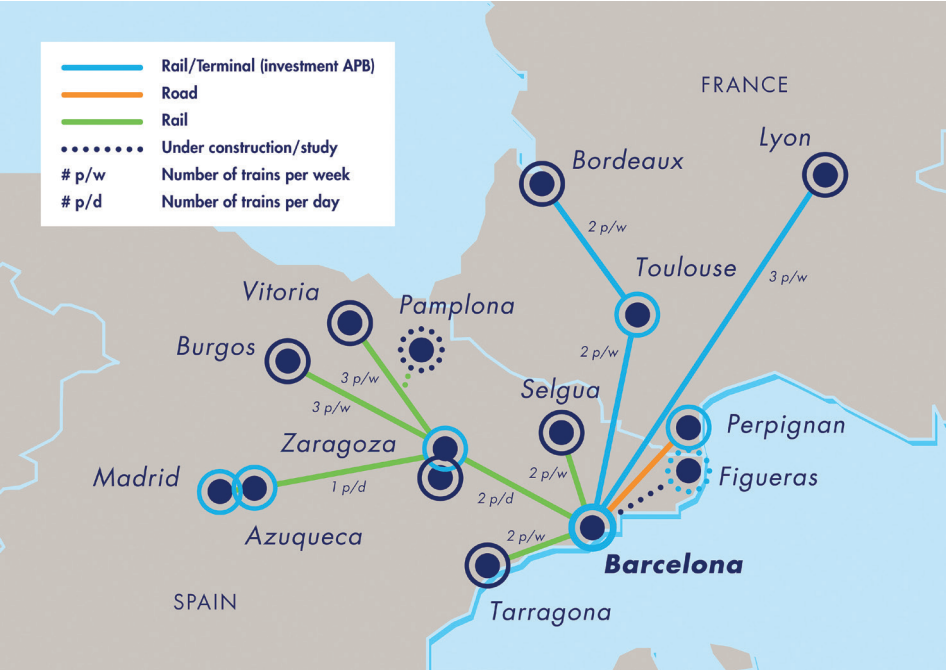 Rail/Terminal (investment APB)
Road
Rail
Under construction/study
# p/w Number of trains per week
# p/d Number of trains per day
FRANCE
Lyon
Bordeaux
2 p/w
Toulouse
3 p/w
Vitoria
Pamplona
Burgos
2 p/w
3 p/w
Selgua
3 p/w
Perpignan
Zaragoza
Madrid
1 p/d
2 p/d
2 p/w
Figueras
Azuqueca
2 p/w
Barcelona
SPAIN
Tarragona